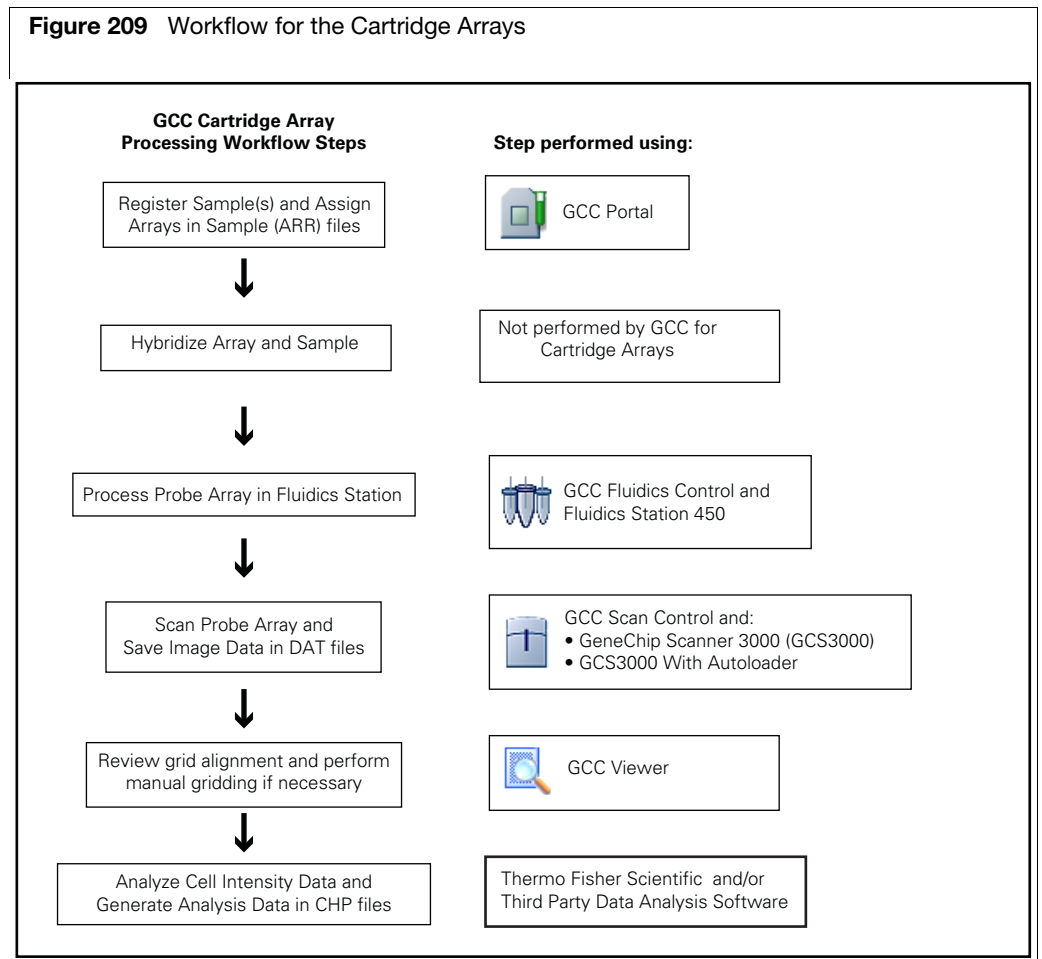 Figure 209 Workflow for the Cartridge Arrays
GCC Cartridge Array
Processing Workflow Steps
Step performed using:
Register Sample(s) and Assign
Arrays in Sample (ARR) files
GCC Portal
Hybridize Array and Sample
Not performed by GCC for
Cartridge Arrays
Process Probe Array in Fluidics Station
GCC Fluidics Control and
Fluidics Station 450
Scan Probe Array and
Save Image Data in DAT files
GCC Scan Control and:
• GeneChip Scanner 3000 (GCS3000)
• GCS3000 With Autoloader
Review grid alignment and perform
manual gridding if necessary
GCC Viewer
Analyze Cell Intensity Data and
Generate Analysis Data in CHP files
Thermo Fisher Scientific and/or
Third Party Data Analysis Software